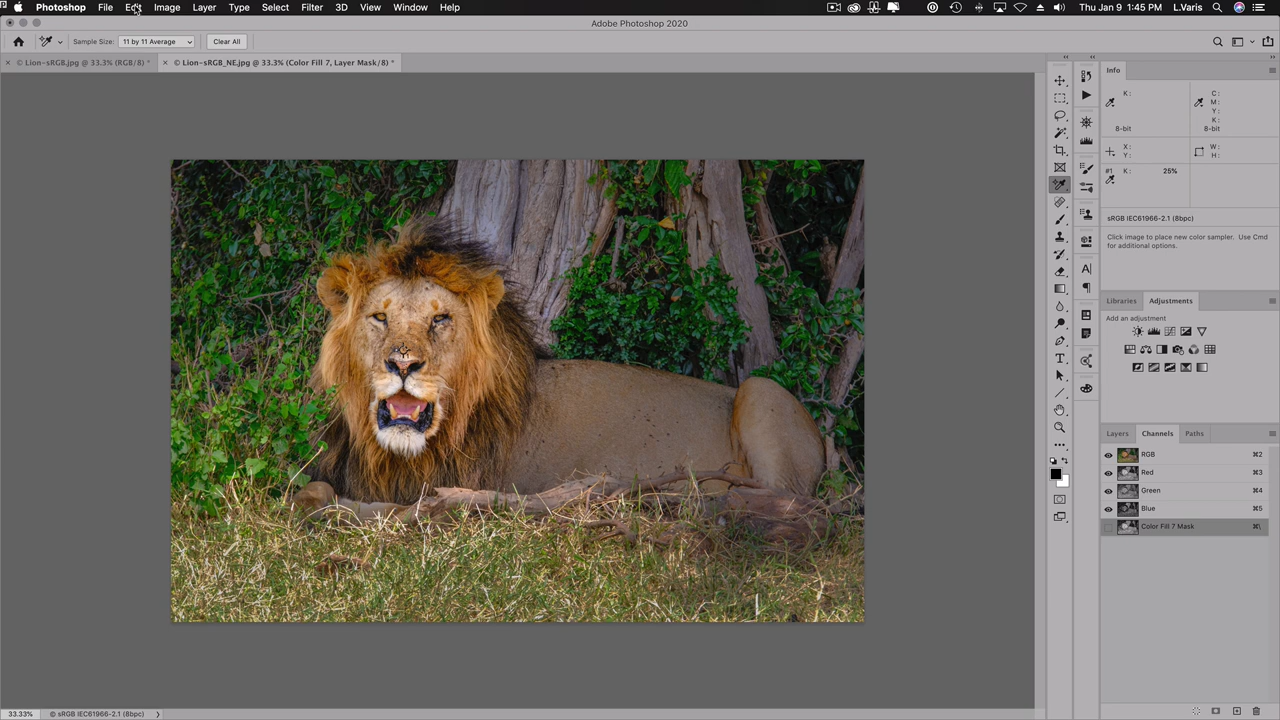 Photoshop File Edit Image Layer Type Select Filter 3D View Window Help Thu Jan 9 1:45 PM L.Varis
Adobe Photoshop 2020
Sample Size: 11 by 11 Average Clear All
× © Lion-sRGB.jpg @ 33.3% (RGB/8) * × © Lion-sRGB_NE.jpg @ 33.3% (Color Fill 7, Layer Mask/8) *
Info
K: C:
M:
Y:
K:
8-bit 8-bit
X: W:
Y: H:
#1 K: 25%
sRGB IEC61966-2.1 (8bpc)
Click image to place new color sampler. Use Cmd
for additional options.
Libraries Adjustments
Add an adjustment
Layers Channels Paths
RGB ⌘2
Red ⌘3
Green ⌘4
Blue ⌘5
Color Fill 7 Mask ⌘\
33.33% © sRGB IEC61966-2.1 (8bpc)